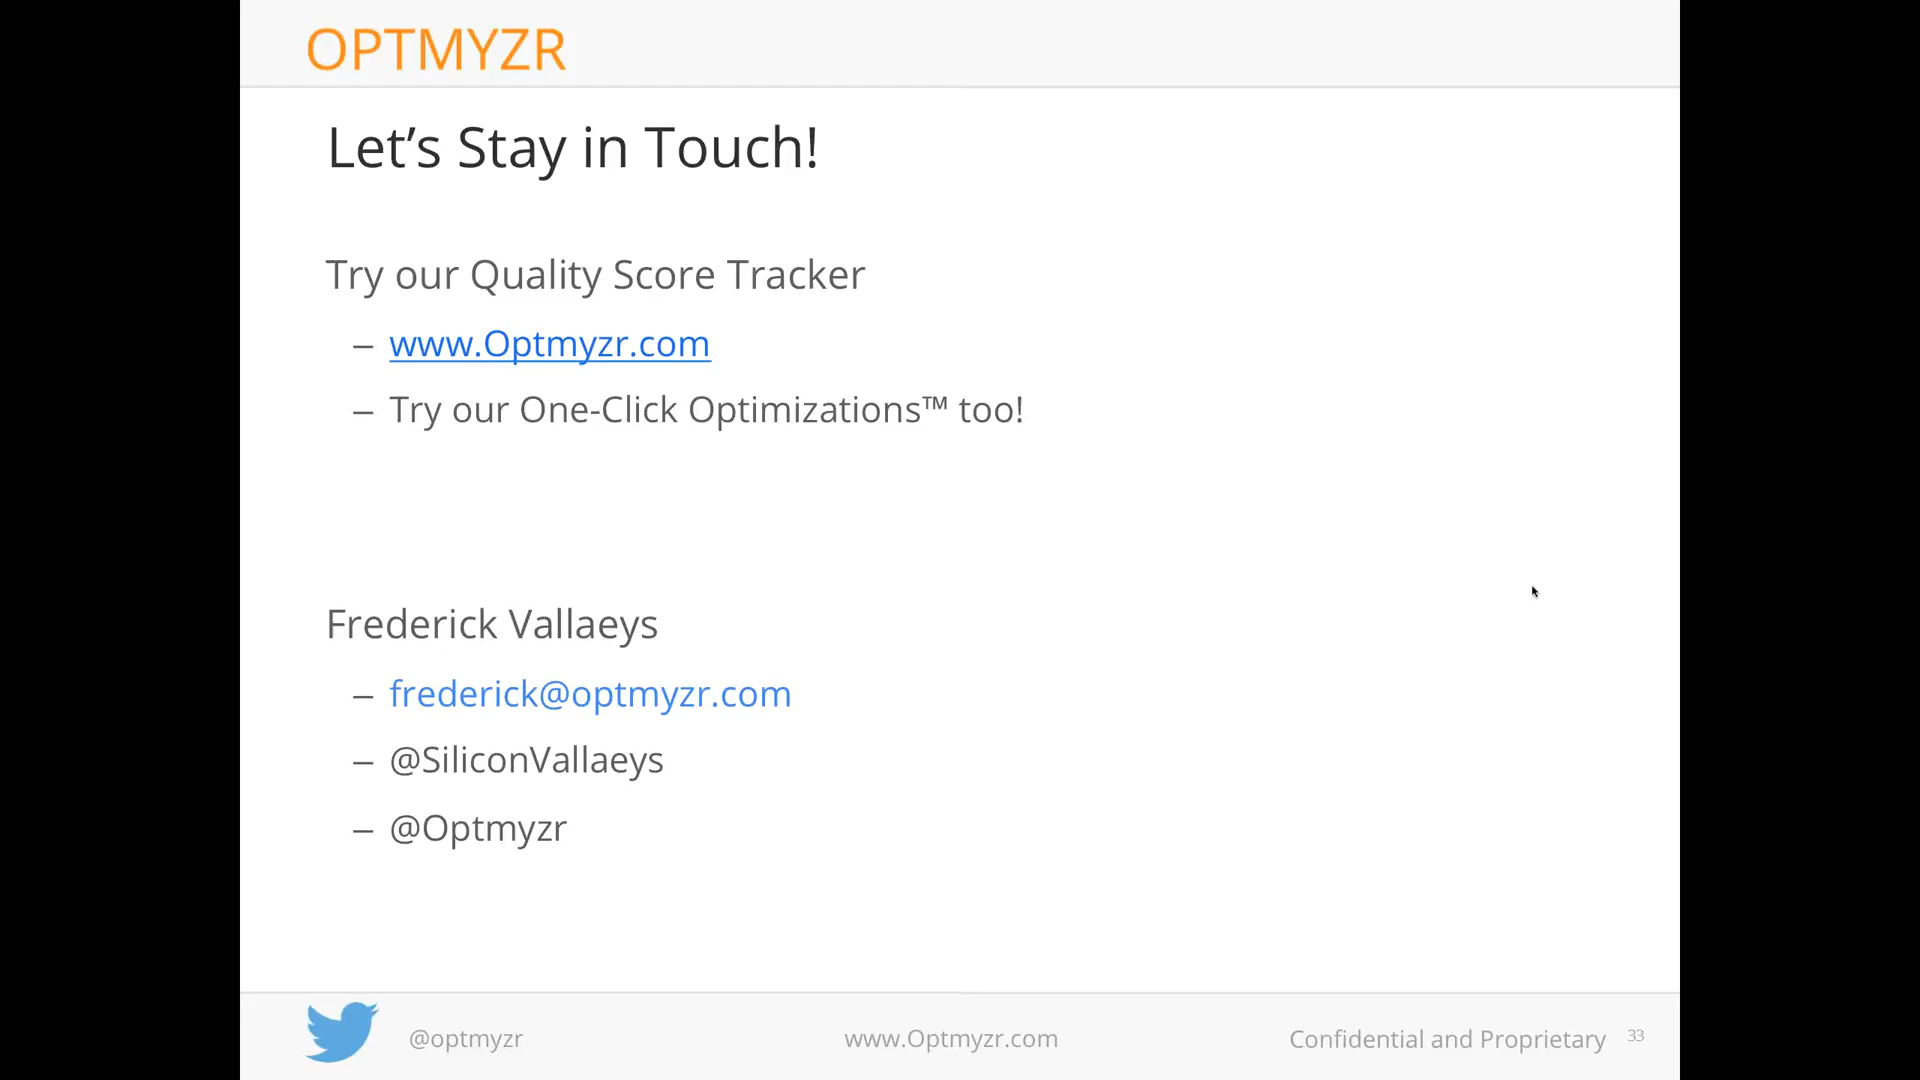 OPTMYZR
Let’s Stay in Touch!
Try our Quality Score Tracker
– www.Optmyzr.com
– Try our One-Click Optimizations™ too!
Frederick Vallaeys
– frederick@optmyzr.com
– @SiliconVallaeys
– @Optmyzr
@optmyzr www.Optmyzr.com Confidential and Proprietary 33